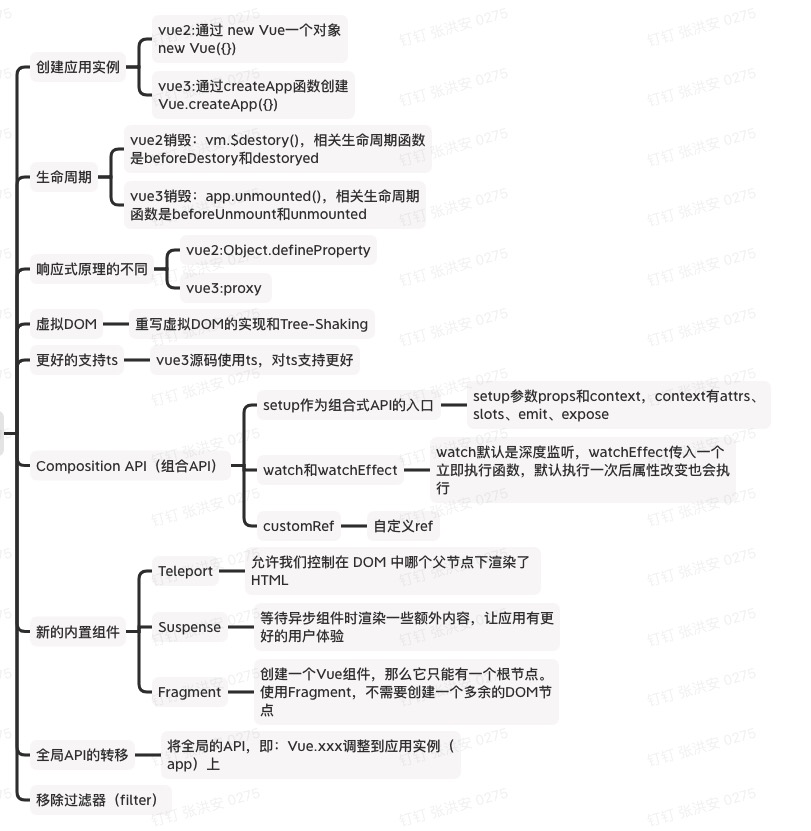 创建应用实例
vue2:通过 new Vue一个对象
new Vue({})
vue3:通过createApp函数创建
Vue.createApp({})
生命周期
vue2销毁：vm.$destory()，相关生命周期函数
是beforeDestory和destoryed
vue3销毁：app.unmounted()，相关生命周期
函数是beforeUnmount和unmounted
响应式原理的不同
vue2:Object.defineProperty
vue3:proxy
虚拟DOM
重写虚拟DOM的实现和Tree-Shaking
更好的支持ts
vue3源码使用ts，对ts支持更好
Composition API（组合API）
setup作为组合式API的入口
setup参数props和context，context有attrs、
slots、emit、expose
watch和watchEffect
watch默认是深度监听，watchEffect传入一个
立即执行函数，默认执行一次后属性改变也会执
行
customRef
自定义ref
新的内置组件
Teleport
允许我们控制在 DOM 中哪个父节点下渲染了
HTML
Suspense
等待异步组件时渲染一些额外内容，让应用有更
好的用户体验
Fragment
创建一个Vue组件，那么它只能有一个根节点。
使用Fragment，不需要创建一个多余的DOM节
点
全局API的转移
将全局的API，即：Vue.xxx调整到应用实例（
app）上
移除过滤器（filter）
钉钉 张洪安 0275